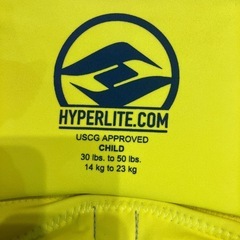 HYPERLITE.COM
USCG APPROVED
CHILD
30 lbs. to 50 lbs.
14 kg to 23 kg